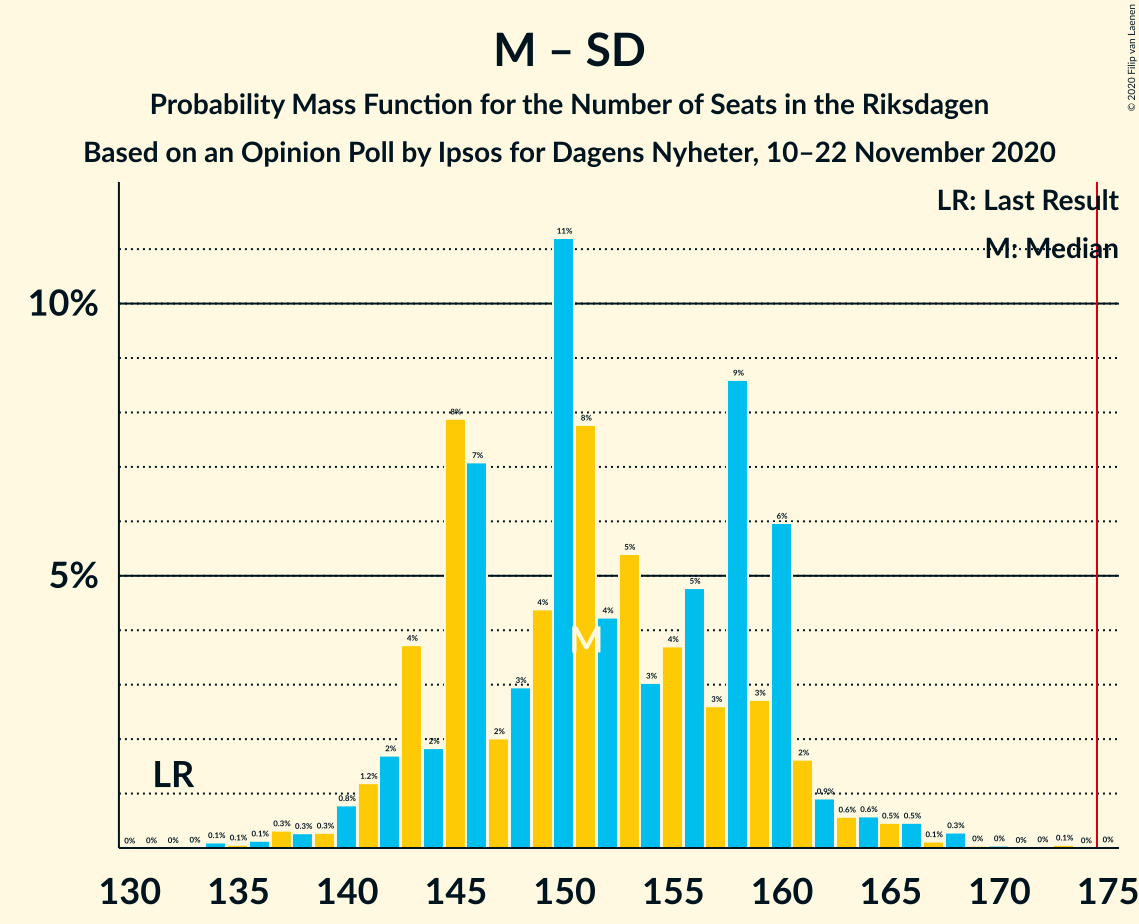 M – SD
Probability Mass Function for the Number of Seats in the Riksdagen
Based on an Opinion Poll by Ipsos for Dagens Nyheter, 10–22 November 2020
© 2020 Filip van Laenen
LR: Last Result
M: Median
10%
5%
LR
M
0% 0% 0% 0% 0.1% 0.1% 0.1% 0.3% 0.3% 0.3% 0.8% 1.2% 2% 4% 2% 8% 7% 2% 3% 4% 11% 8% 4% 5% 3% 4% 5% 3% 9% 3% 6% 2% 0.9% 0.6% 0.6% 0.5% 0.5% 0.1% 0.3% 0% 0% 0% 0% 0.1% 0% 0%
130 135 140 145 150 155 160 165 170 175